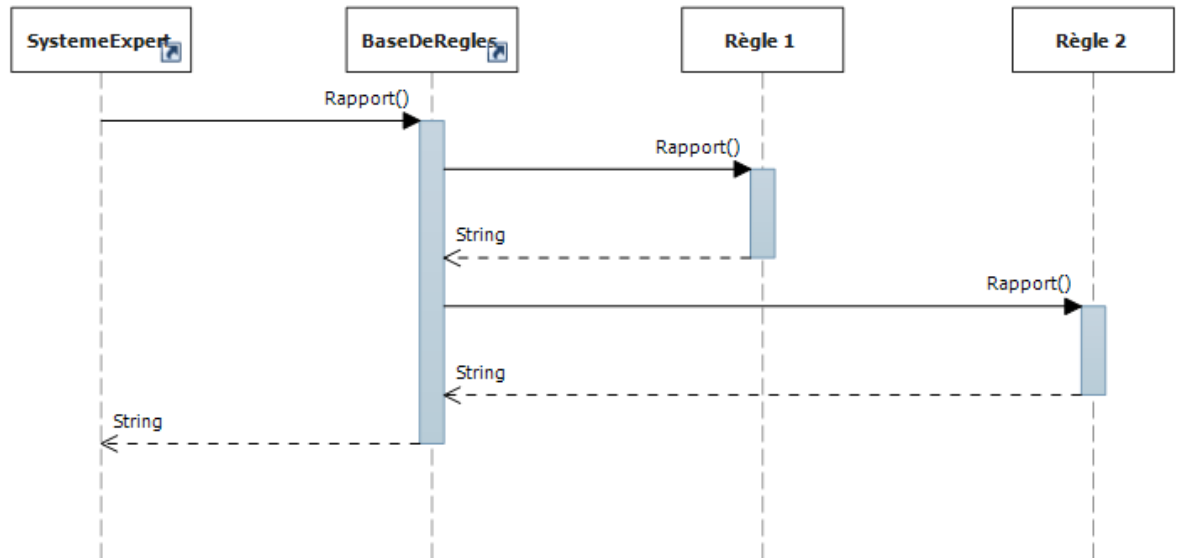 SystemeExpert
BaseDeRegles
Règle 1
Règle 2
Rapport()
Rapport()
String
Rapport()
String
String